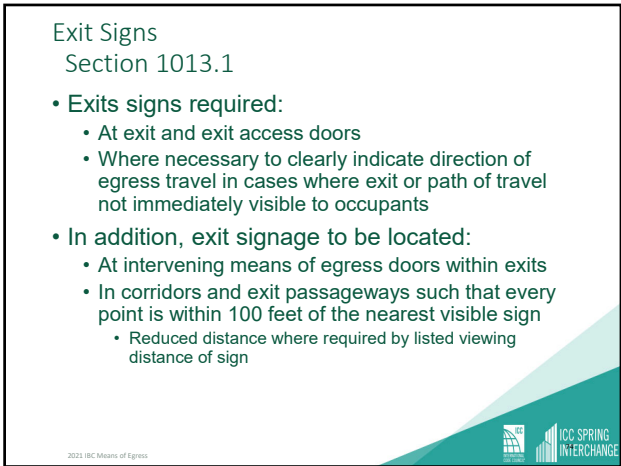 Exit Signs
Section 1013.1
• Exits signs required:
• At exit and exit access doors
• Where necessary to clearly indicate direction of
egress travel in cases where exit or path of travel
not immediately visible to occupants
• In addition, exit signage to be located:
• At intervening means of egress doors within exits
• In corridors and exit passageways such that every
point is within 100 feet of the nearest visible sign
• Reduced distance where required by listed viewing
distance of sign
2021 IBC Means of Egress
ICC
INTERNATIONAL
CODE COUNCIL
ICC SPRING
INTERCHANGE